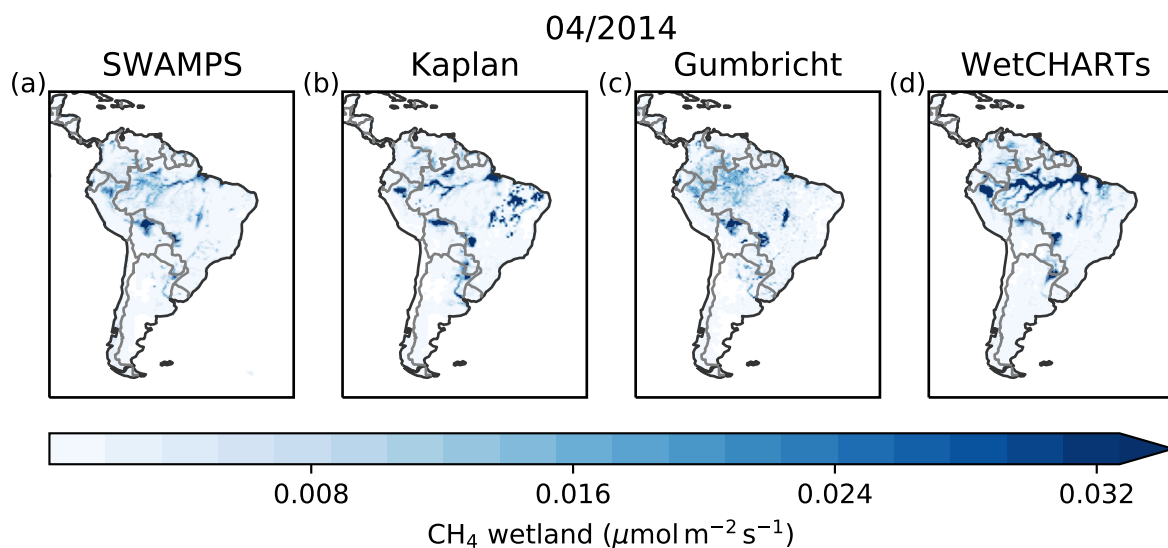 04/2014
SWAMPS Kaplan Gumbricht WetCHARTs
(a) (b) (c) (d)
0.008 0.016 0.024 0.032
CH₄ wetland (μmol m⁻² s⁻¹)